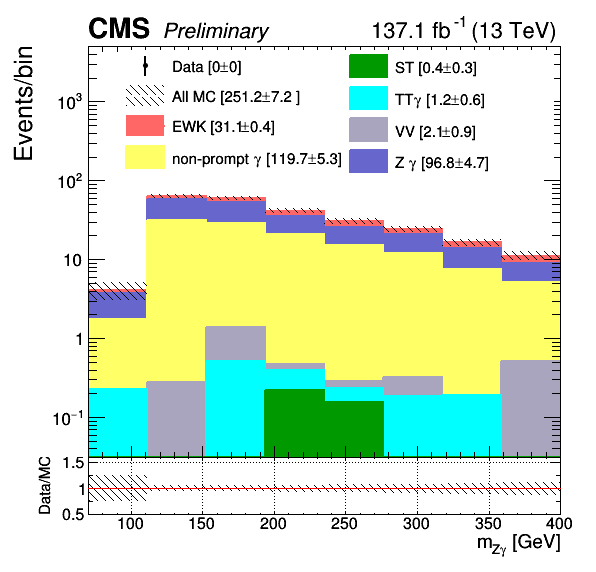 CMS Preliminary 137.1 fb⁻¹ (13 TeV)
Events/bin
Data [0±0]
All MC [251.2±7.2 ]
EWK [31.1±0.4]
non-prompt γ [119.7±5.3]
ST [0.4±0.3]
TTγ [1.2±0.6]
VV [2.1±0.9]
Z γ [96.8±4.7]
10³
10²
10
1
10⁻¹
Data/MC
1.5
1
0.5
100 150 200 250 300 350 400
m_Zγ [GeV]